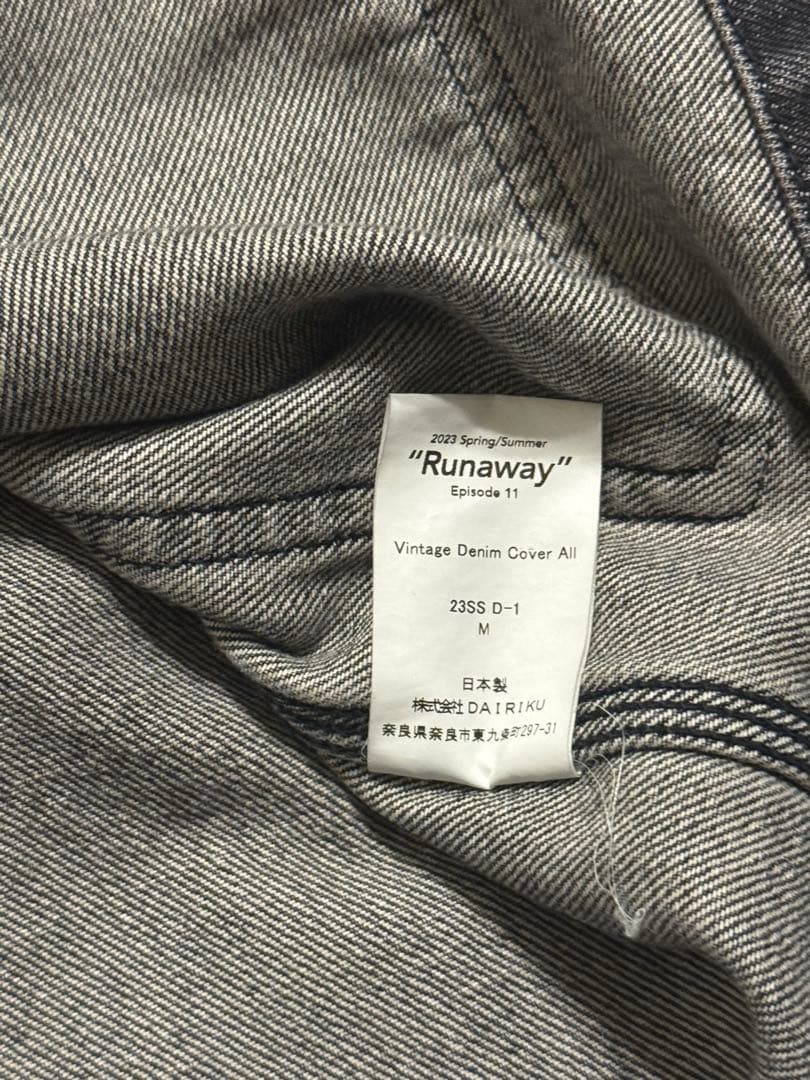 2023 Spring/Summer
"Runaway"
Episode 11
Vintage Denim Cover All
23SS D-1
M
日本製
株式会社DAIRIKU
奈良県奈良市東九条町297-31